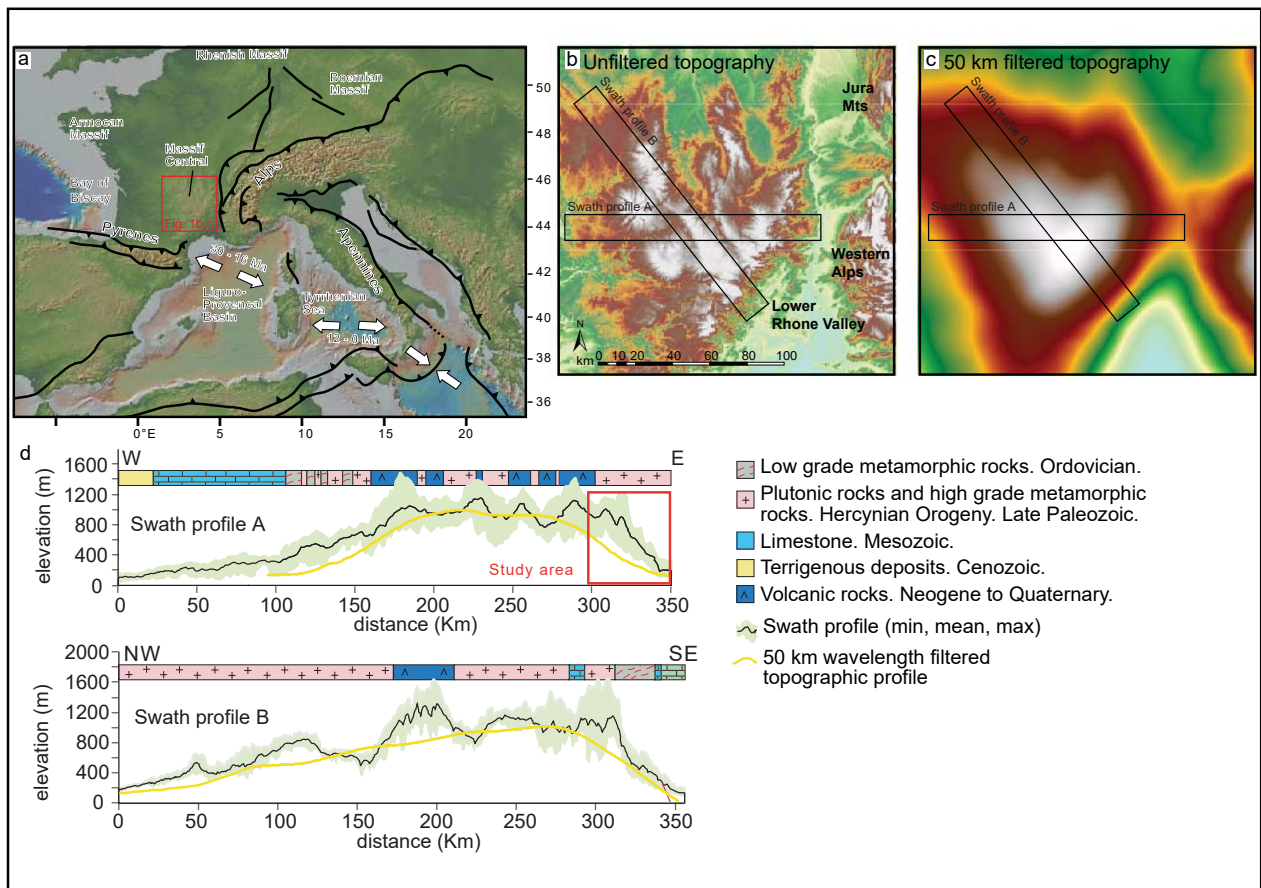 a
Rhenish Massif
Boemian
Massif
Armocan
Massif
Massif
Central
Bay of
Biscay
Alps
Pyrenes
30 - 16 Ma
Liguro-
Provencal
Basin
Apennines
Tyrrhenian
Sea
12 - 0 Ma
50
48
46
44
42
40
38
36
0°E
5
10
15
20
b Unfiltered topography
Jura
Mts
Swath profile B
Swath profile A
Western
Alps
Lower
Rhone Valley
N
km 0 10 20 40 60 80 100
c 50 km filtered topography
Swath profile B
Swath profile A
d
W
E
1600
1200
800
400
0
elevation (m)
Swath profile A
Study area
0 50 100 150 200 250 300 350
distance (Km)
NW
SE
2000
1600
1200
800
400
0
elevation (m)
Swath profile B
0 50 100 150 200 250 300 350
distance (Km)
Low grade metamorphic rocks. Ordovician.
Plutonic rocks and high grade metamorphic
rocks. Hercynian Orogeny. Late Paleozoic.
Limestone. Mesozoic.
Terrigenous deposits. Cenozoic.
Volcanic rocks. Neogene to Quaternary.
Swath profile (min, mean, max)
50 km wavelength filtered
topographic profile